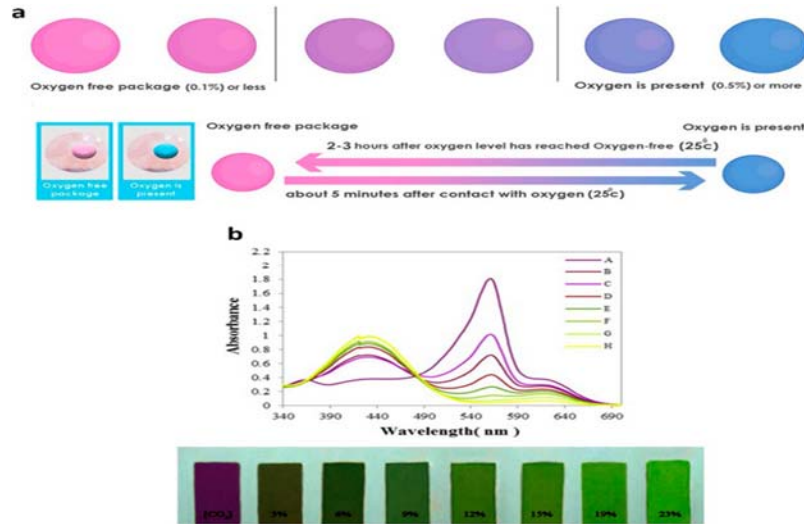 a
Oxygen free package (0.1%) or less
Oxygen is present (0.5%) or more
Oxygen free package
Oxygen is present
2-3 hours after oxygen level has reached Oxygen-free (25°c)
Oxygen free package
Oxygen is present
about 5 minutes after contact with oxygen (25°c)
b
2.2
2
1.8
1.6
1.4
1.2
1
0.8
0.6
0.4
0.2
0
Absorbance
A
B
C
D
E
F
G
H
340 390 440 490 540 590 640 690
Wavelength( nm )
3% 6% 9% 12% 15% 19% 23%